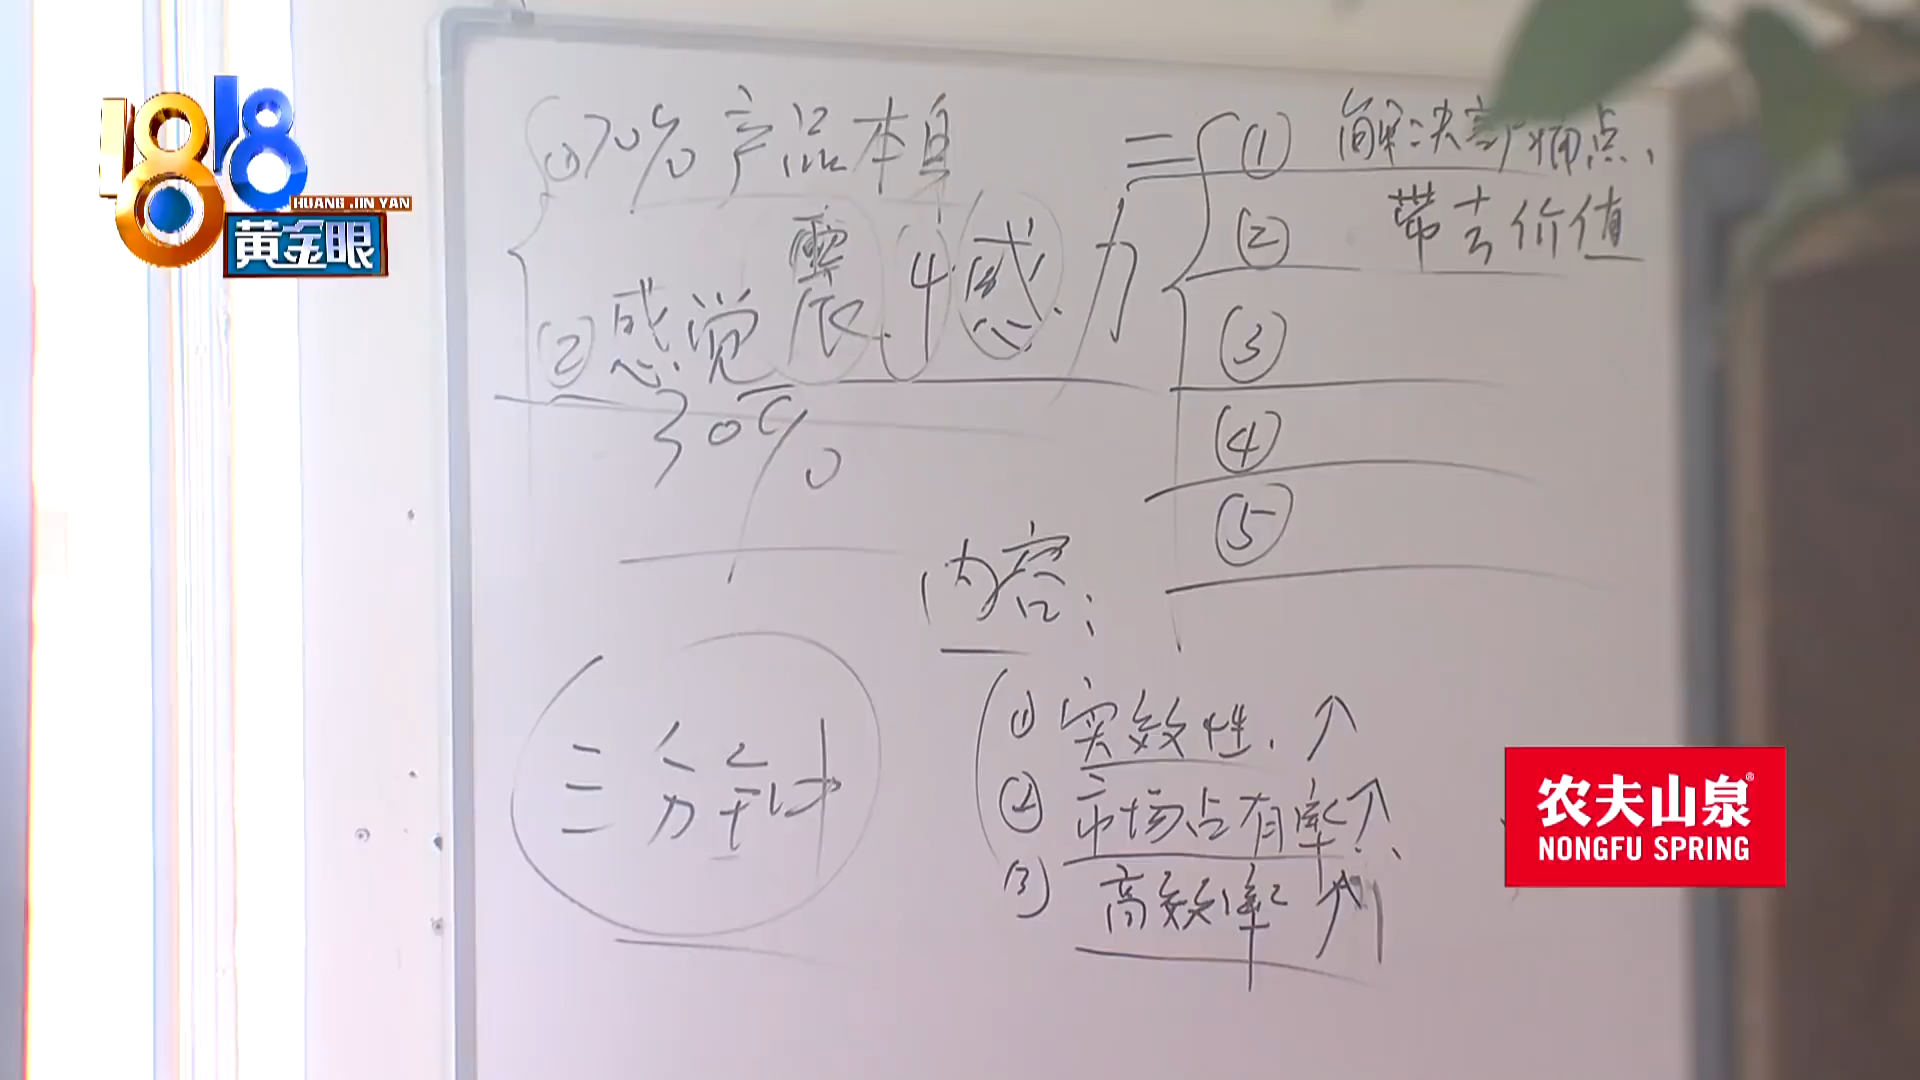 1818
HUANG JIN YAN
黄金眼
①70%产品本身
②感觉 震.4感.力
30%
=
① 解决客户痛点,
② 带去价值
③
④
⑤
内容:
三分钟
① 实效性.↑
② 市场占有率↑
③ 高效率↑
农夫山泉®
NONGFU SPRING